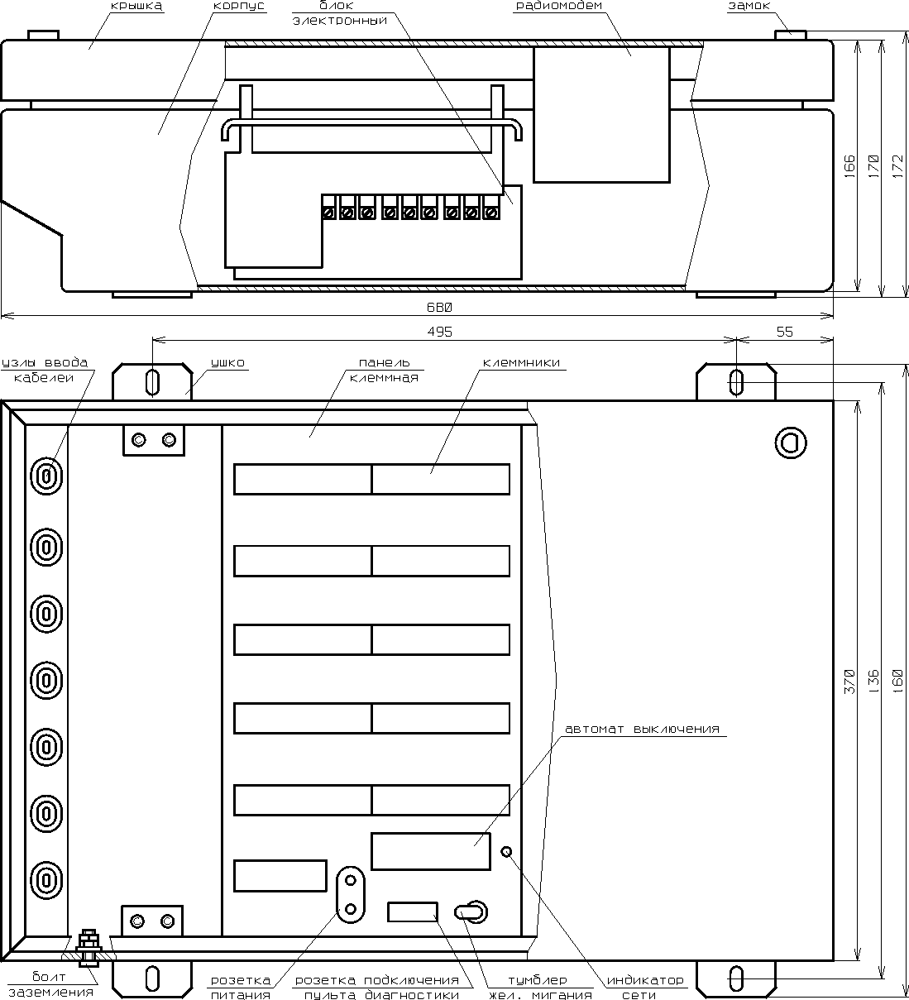 крышка
корпус
блок
электронный
радиомодем
замок
166
170
172
680
495
55
узлы ввода
кабелей
ушко
панель
клеммная
клеммники
370
136
160
автомат выключения
болт
заземления
розетка
питания
розетка подключения
пульта диагностики
тумблер
жел. мигания
индикатор
сети